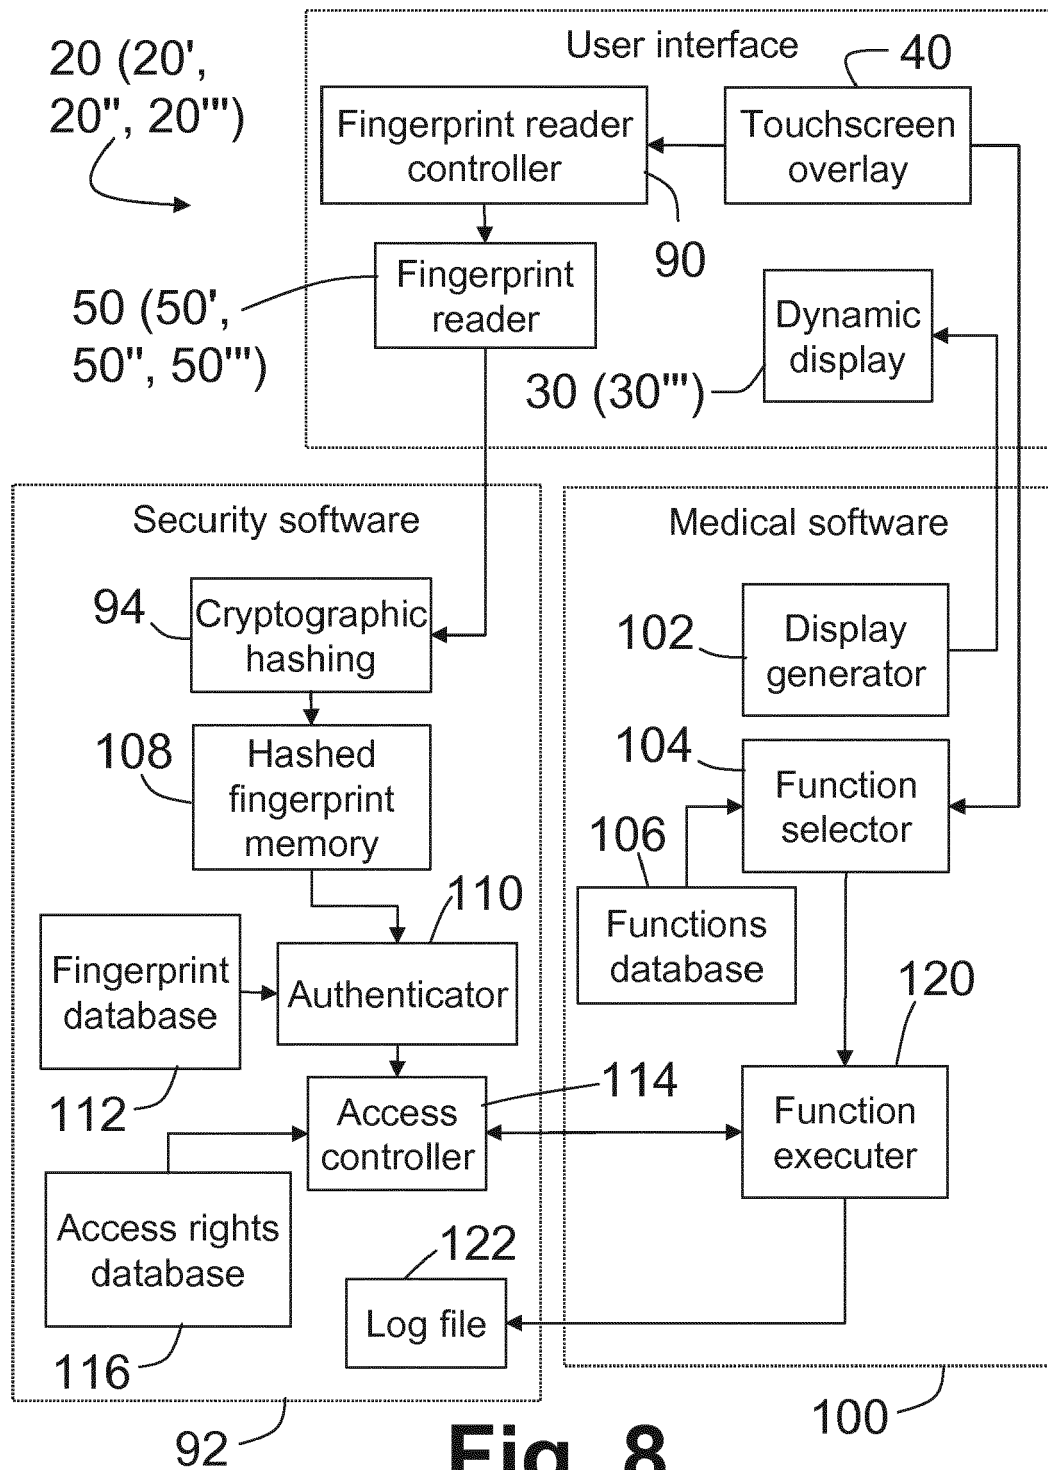 20 (20',
20", 20''')
User interface
40
Fingerprint reader
controller
Touchscreen
overlay
90
50 (50',
50", 50''')
Fingerprint
reader
Dynamic
display
30 (30''')
Security software
Medical software
94
Cryptographic
hashing
102
Display
generator
108
Hashed
fingerprint
memory
104
Function
selector
106
Functions
database
110
Fingerprint
database
Authenticator
120
112
114
Access
controller
Function
executer
Access rights
database
122
Log file
116
100
92
Fig. 8